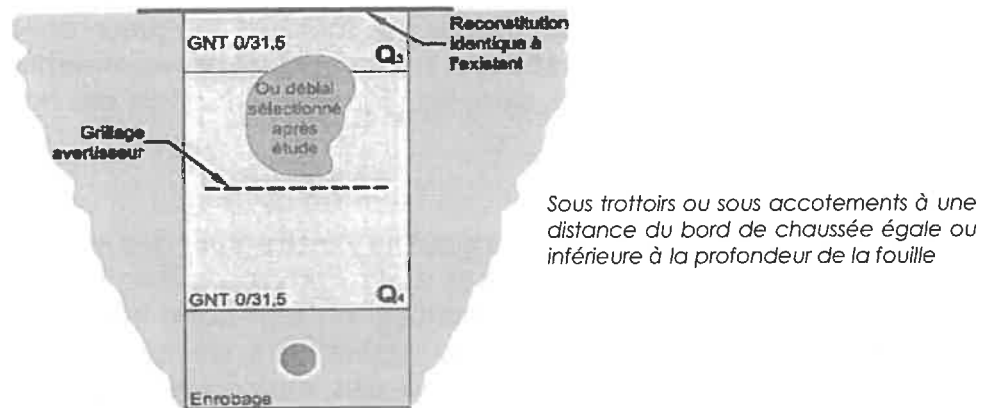 Reconstitution
identique à
l'existant
GNT 0/31,5
Q3
Ou déblai
sélectionné
après
étude
Grillage
avertisseur
Sous trottoirs ou sous accotements à une
distance du bord de chaussée égale ou
inférieure à la profondeur de la fouille
GNT 0/31,5
Q4
Enrobage